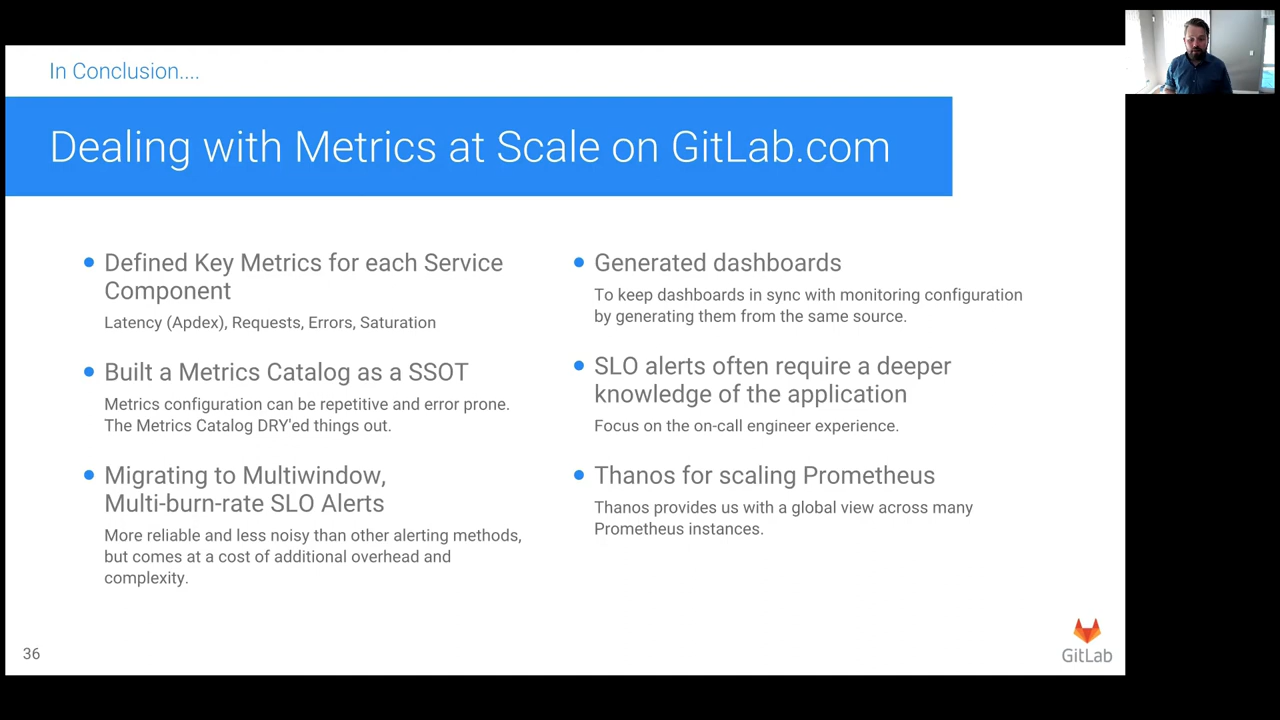 In Conclusion....
Dealing with Metrics at Scale on GitLab.com
Defined Key Metrics for each Service
Component
Latency (Apdex), Requests, Errors, Saturation
Built a Metrics Catalog as a SSOT
Metrics configuration can be repetitive and error prone.
The Metrics Catalog DRY'ed things out.
Migrating to Multiwindow,
Multi-burn-rate SLO Alerts
More reliable and less noisy than other alerting methods,
but comes at a cost of additional overhead and
complexity.
Generated dashboards
To keep dashboards in sync with monitoring configuration
by generating them from the same source.
SLO alerts often require a deeper
knowledge of the application
Focus on the on-call engineer experience.
Thanos for scaling Prometheus
Thanos provides us with a global view across many
Prometheus instances.
36
GitLab